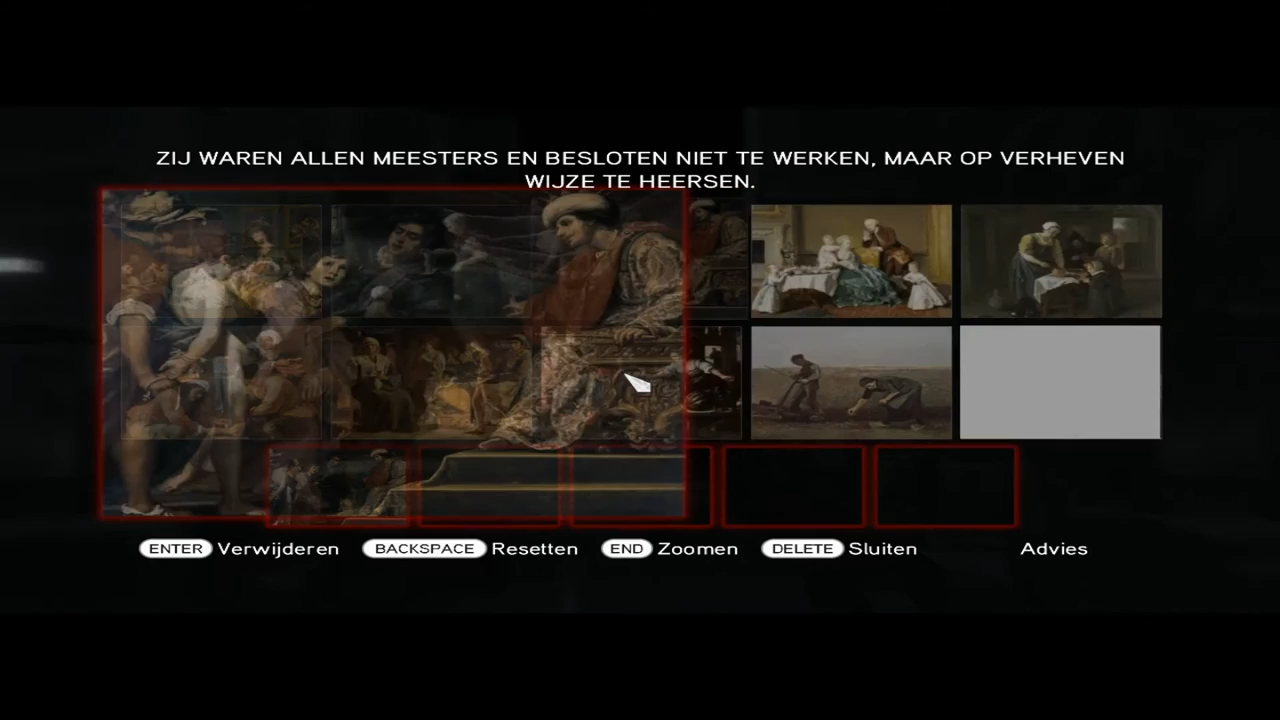 ZIJ WAREN ALLEN MEESTERS EN BESLOTEN NIET TE WERKEN, MAAR OP VERHEVEN
WIJZE TE HEERSEN.
ENTER Verwijderen BACKSPACE Resetten END Zoomen DELETE Sluiten Advies